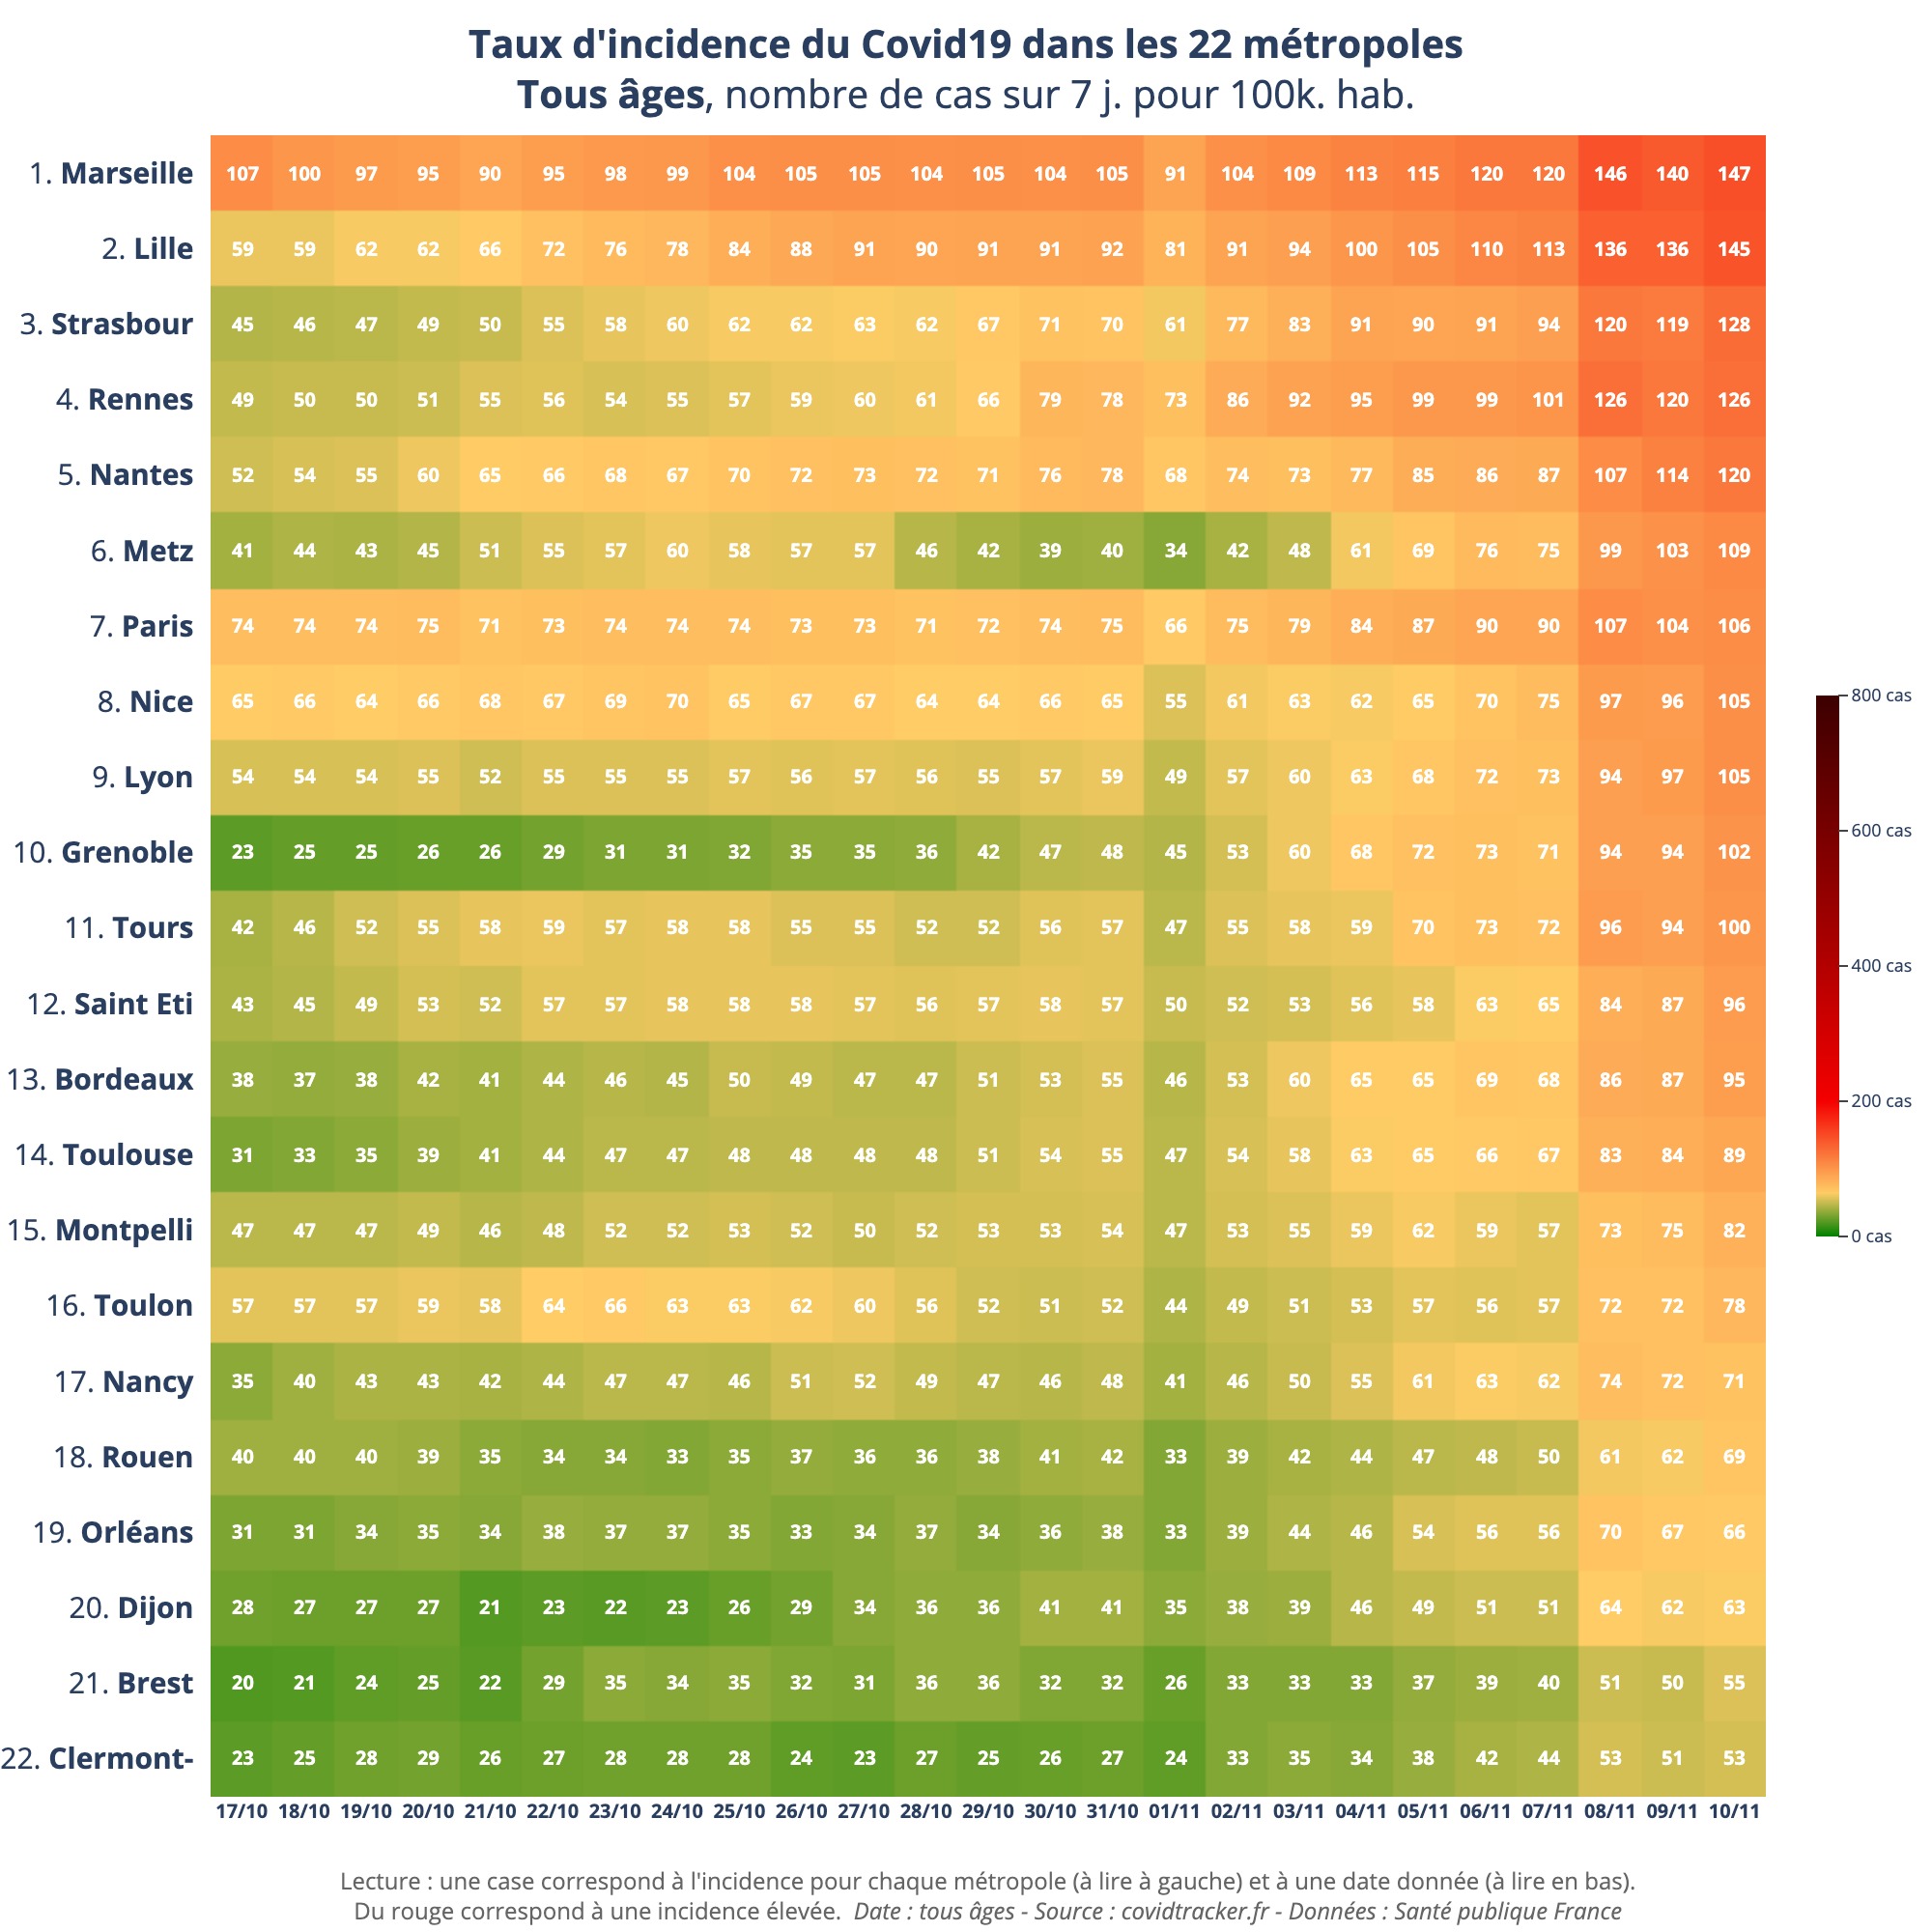 Taux d'incidence du Covid19 dans les 22 métropoles
Tous âges, nombre de cas sur 7 j. pour 100k. hab.
1. Marseille 107 100 97 95 90 95 98 99 104 105 105 104 105 104 105 91 104 109 113 115 120 120 146 140 147
2. Lille 59 59 62 62 66 72 76 78 84 88 91 90 91 91 92 81 91 94 100 105 110 113 136 136 145
3. Strasbour 45 46 47 49 50 55 58 60 62 62 63 62 67 71 70 61 77 83 91 90 91 94 120 119 128
4. Rennes 49 50 50 51 55 56 54 55 57 59 60 61 66 79 78 73 86 92 95 99 99 101 126 120 126
5. Nantes 52 54 55 60 65 66 68 67 70 72 73 72 71 76 78 68 74 73 77 85 86 87 107 114 120
6. Metz 41 44 43 45 51 55 57 60 58 57 57 46 42 39 40 34 42 48 61 69 76 75 99 103 109
7. Paris 74 74 74 75 71 73 74 74 74 73 73 71 72 74 75 66 75 79 84 87 90 90 107 104 106
8. Nice 65 66 64 66 68 67 69 70 65 67 67 64 64 66 65 55 61 63 62 65 70 75 97 96 105
9. Lyon 54 54 54 55 52 55 55 55 57 56 57 56 55 57 59 49 57 60 63 68 72 73 94 97 105
10. Grenoble 23 25 25 26 26 29 31 31 32 35 35 36 42 47 48 45 53 60 68 72 73 71 94 94 102
11. Tours 42 46 52 55 58 59 57 58 58 55 55 52 52 56 57 47 55 58 59 70 73 72 96 94 100
12. Saint Eti 43 45 49 53 52 57 57 58 58 58 57 56 57 58 57 50 52 53 56 58 63 65 84 87 96
13. Bordeaux 38 37 38 42 41 44 46 45 50 49 47 47 51 53 55 46 53 60 65 65 69 68 86 87 95
14. Toulouse 31 33 35 39 41 44 47 47 48 48 48 48 51 54 55 47 54 58 63 65 66 67 83 84 89
15. Montpelli 47 47 47 49 46 48 52 52 53 52 50 52 53 53 54 47 53 55 59 62 59 57 73 75 82
16. Toulon 57 57 57 59 58 64 66 63 63 62 60 56 52 51 52 44 49 51 53 57 56 57 72 72 78
17. Nancy 35 40 43 43 42 44 47 47 46 51 52 49 47 46 48 41 46 50 55 61 63 62 74 72 71
18. Rouen 40 40 40 39 35 34 34 33 35 37 36 36 38 41 42 33 39 42 44 47 48 50 61 62 69
19. Orléans 31 31 34 35 34 38 37 37 35 33 34 37 34 36 38 33 39 44 46 54 56 56 70 67 66
20. Dijon 28 27 27 27 21 23 22 23 26 29 34 36 36 41 41 35 38 39 46 49 51 51 64 62 63
21. Brest 20 21 24 25 22 29 35 34 35 32 31 36 36 32 32 26 33 33 33 37 39 40 51 50 55
22. Clermont- 23 25 28 29 26 27 28 28 28 24 23 27 25 26 27 24 33 35 34 38 42 44 53 51 53
17/10 18/10 19/10 20/10 21/10 22/10 23/10 24/10 25/10 26/10 27/10 28/10 29/10 30/10 31/10 01/11 02/11 03/11 04/11 05/11 06/11 07/11 08/11 09/11 10/11
800 cas
600 cas
400 cas
200 cas
0 cas
Lecture : une case correspond à l'incidence pour chaque métropole (à lire à gauche) et à une date donnée (à lire en bas).
Du rouge correspond à une incidence élevée. Date : tous âges - Source : covidtracker.fr - Données : Santé publique France